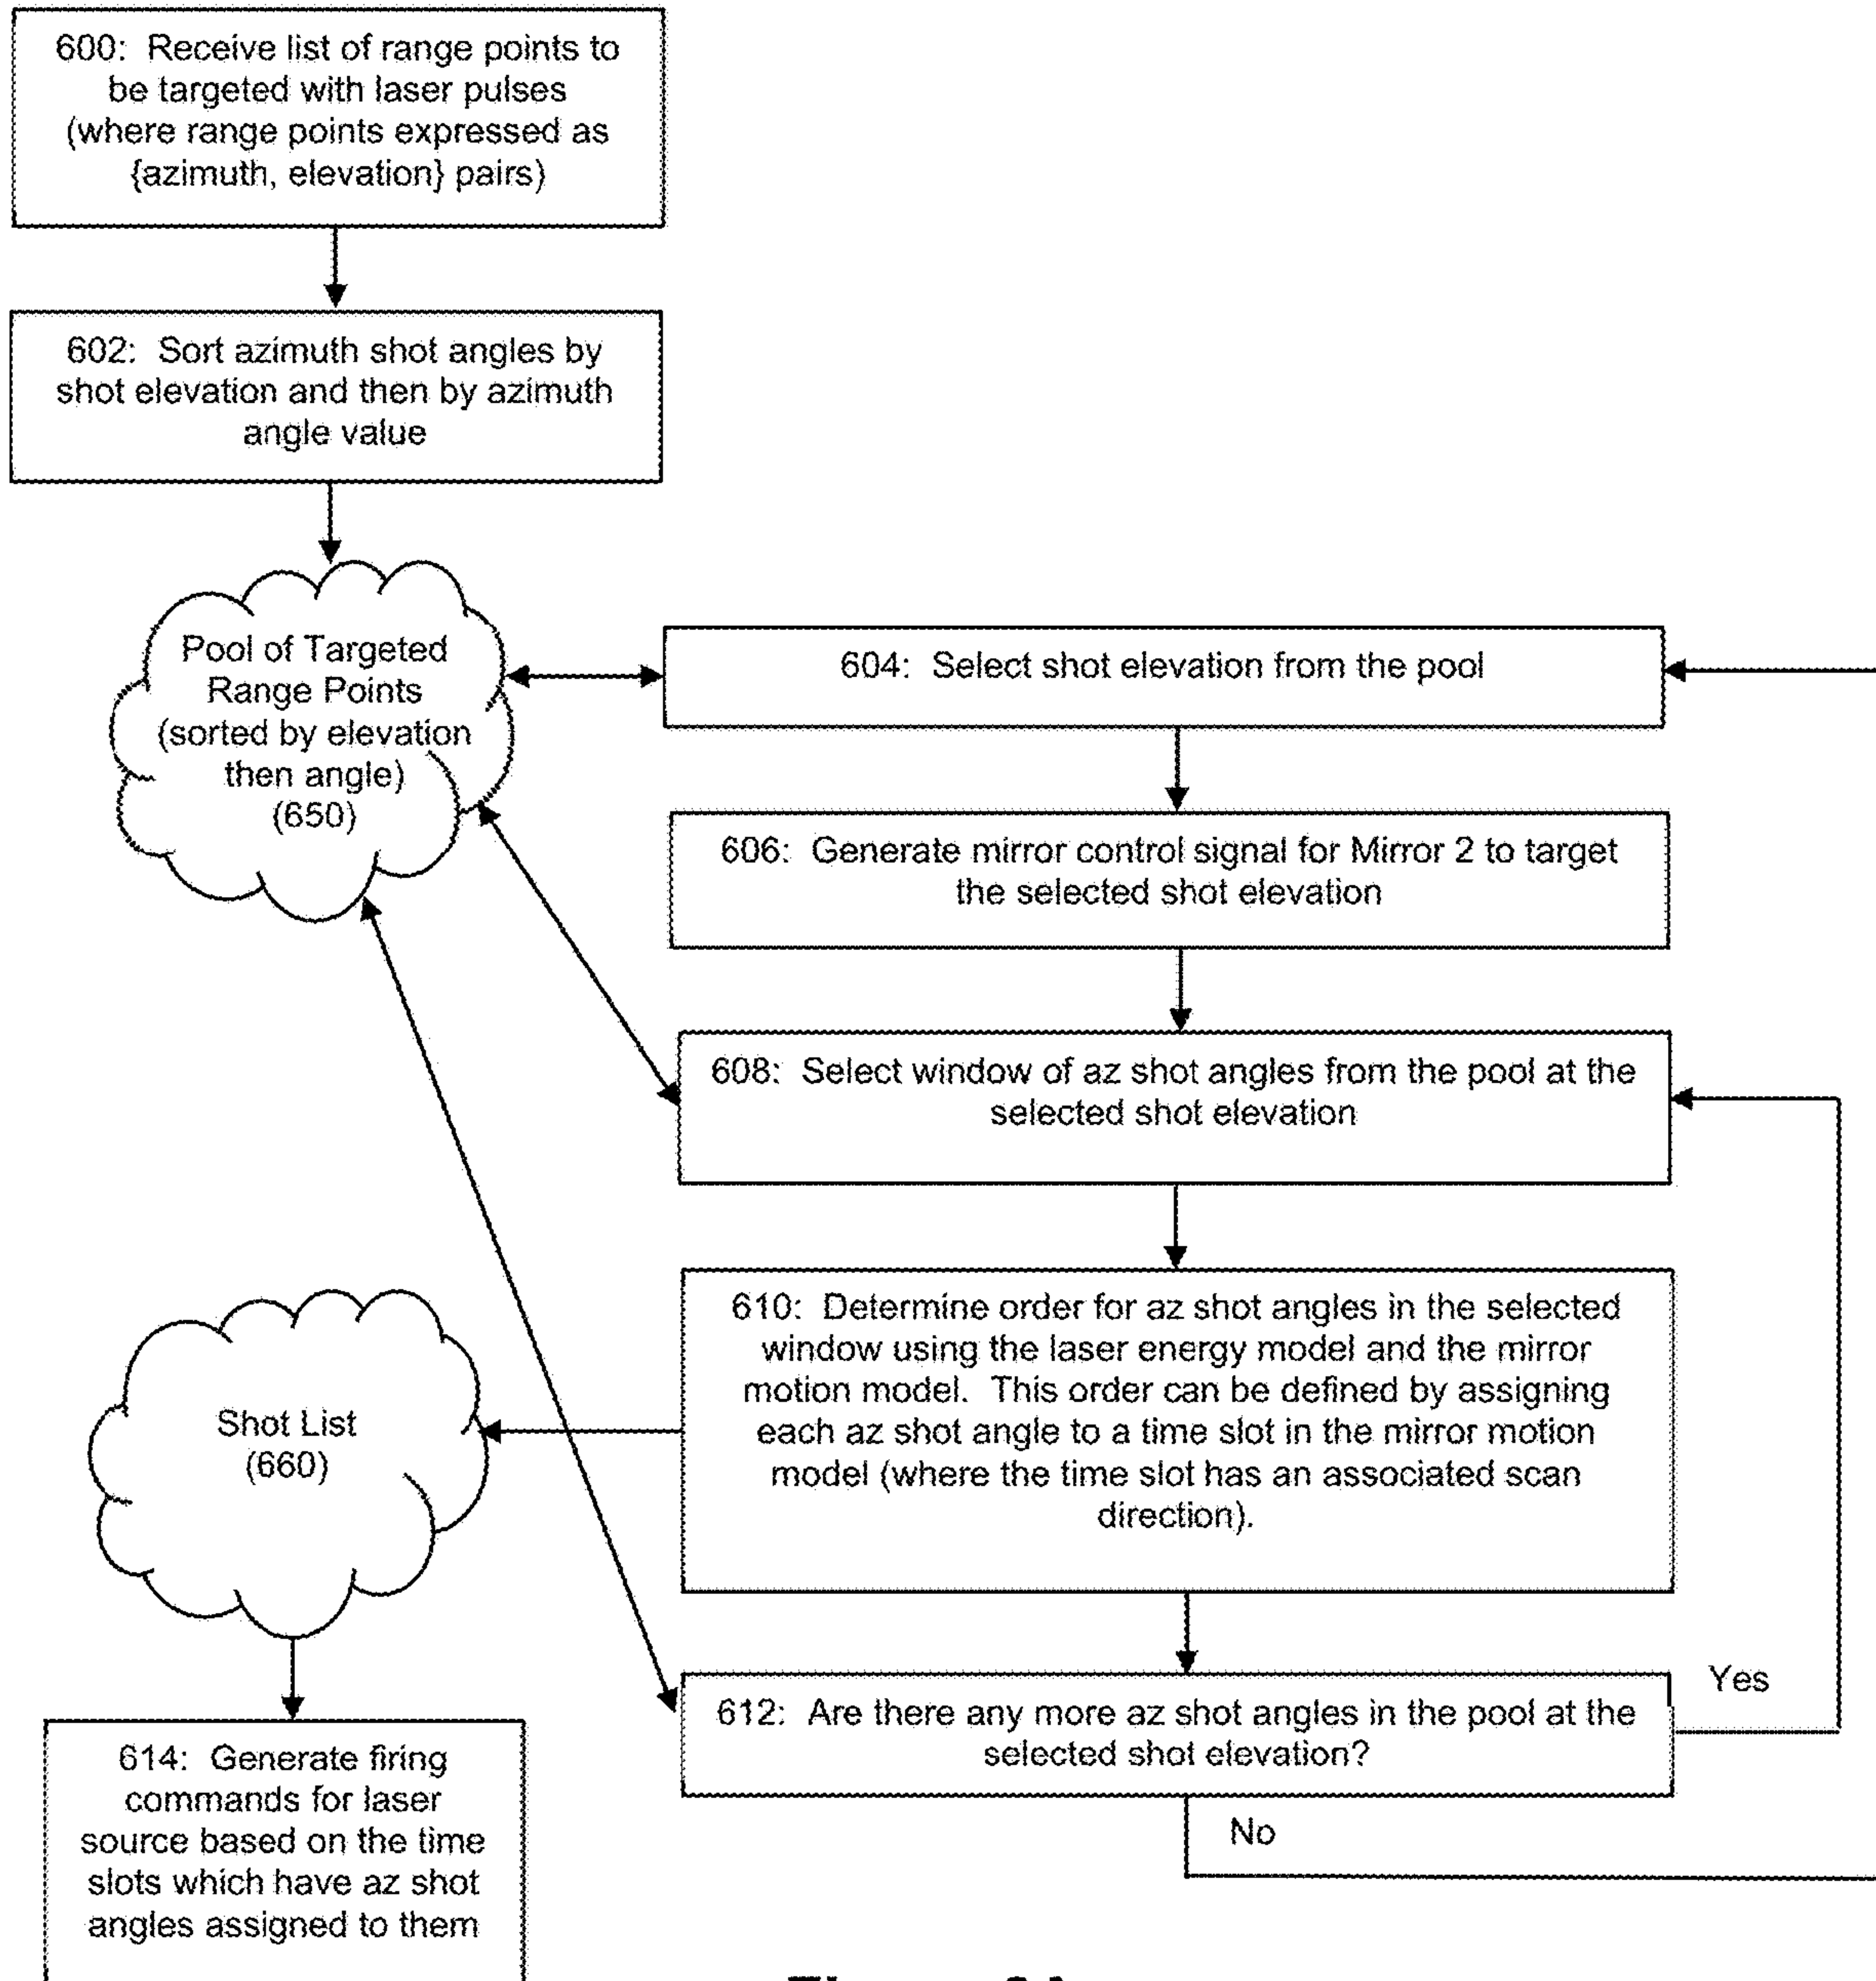 600: Receive list of range points to
be targeted with laser pulses
(where range points expressed as
{azimuth, elevation} pairs)
602: Sort azimuth shot angles by
shot elevation and then by azimuth
angle value
Pool of Targeted
Range Points
(sorted by elevation
then angle)
(650)
604: Select shot elevation from the pool
606: Generate mirror control signal for Mirror 2 to target
the selected shot elevation
608: Select window of az shot angles from the pool at the
selected shot elevation
610: Determine order for az shot angles in the selected
window using the laser energy model and the mirror
motion model. This order can be defined by assigning
each az shot angle to a time slot in the mirror motion
model (where the time slot has an associated scan
direction).
Shot List
(660)
612: Are there any more az shot angles in the pool at the
selected shot elevation?
Yes
No
614: Generate firing
commands for laser
source based on the time
slots which have az shot
angles assigned to them